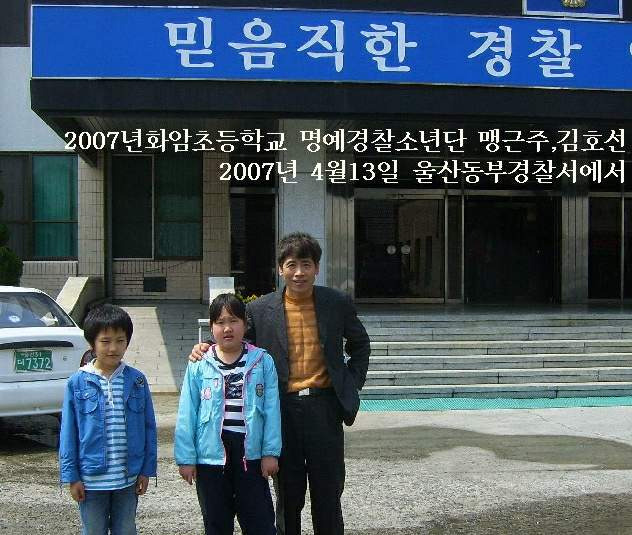 믿음직한 경찰
2007년화암초등학교 명예경찰소년단 맹근주,김호선
2007년 4월13일 울산동부경찰서에서
7372